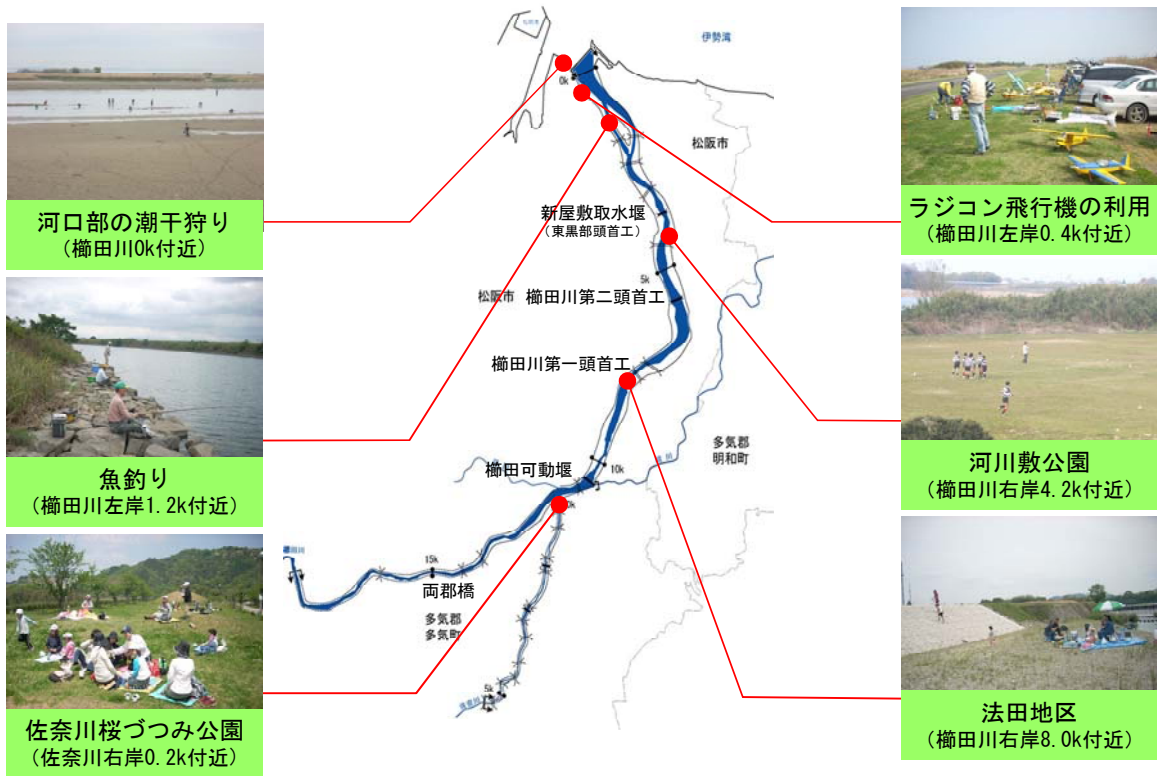 河口部の潮干狩り
(櫛田川0k付近)
魚釣り
(櫛田川左岸1.2k付近)
佐奈川桜づつみ公園
(佐奈川右岸0.2k付近)
伊勢湾
0k
松阪市
新屋敷取水堰
(東黒部頭首工)
5k
松阪市
櫛田川第二頭首工
櫛田川第一頭首工
多気郡
明和町
櫛田可動堰
10k
15k
両郡橋
多気郡
多気町
5k
ラジコン飛行機の利用
(櫛田川左岸0.4k付近)
河川敷公園
(櫛田川右岸4.2k付近)
法田地区
(櫛田川右岸8.0k付近)